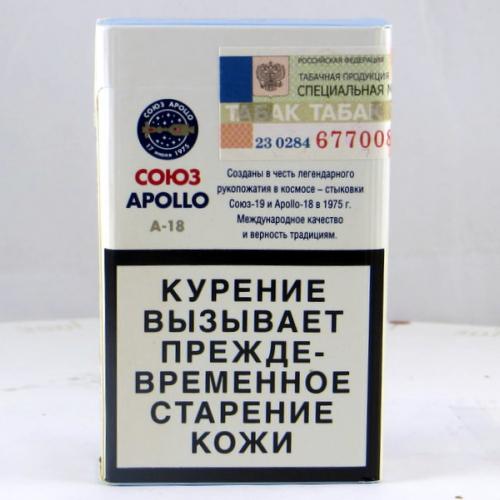 РОССИЙСКАЯ ФЕДЕРАЦИЯ
ТАБАЧНАЯ ПРОДУКЦИЯ
СПЕЦИАЛЬНАЯ
ТАБАК ТАБАК
23 0284 677008
СОЮЗ APOLLO
17 июля 1975
СОЮЗ
APOLLO
A-18
Созданы в честь легендарного
рукопожатия в космосе – стыковки
Союз-19 и Apollo-18 в 1975 г.
Международное качество
и верность традициям.
КУРЕНИЕ
ВЫЗЫВАЕТ
ПРЕЖДЕ-
ВРЕМЕННОЕ
СТАРЕНИЕ
КОЖИ